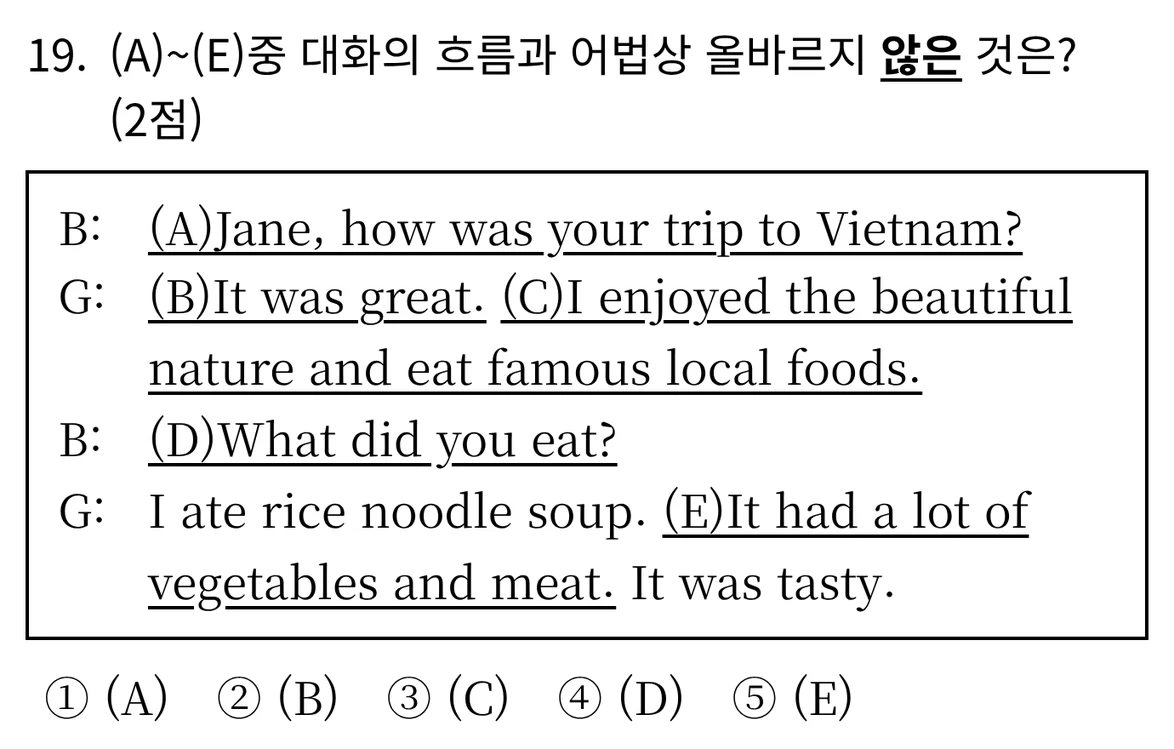 19. (A)~(E)중 대화의 흐름과 어법상 올바르지 않은 것은?
(2점)
B: (A)Jane, how was your trip to Vietnam?
G: (B)It was great. (C)I enjoyed the beautiful
nature and eat famous local foods.
B: (D)What did you eat?
G: I ate rice noodle soup. (E)It had a lot of
vegetables and meat. It was tasty.
① (A) ② (B) ③ (C) ④ (D) ⑤ (E)